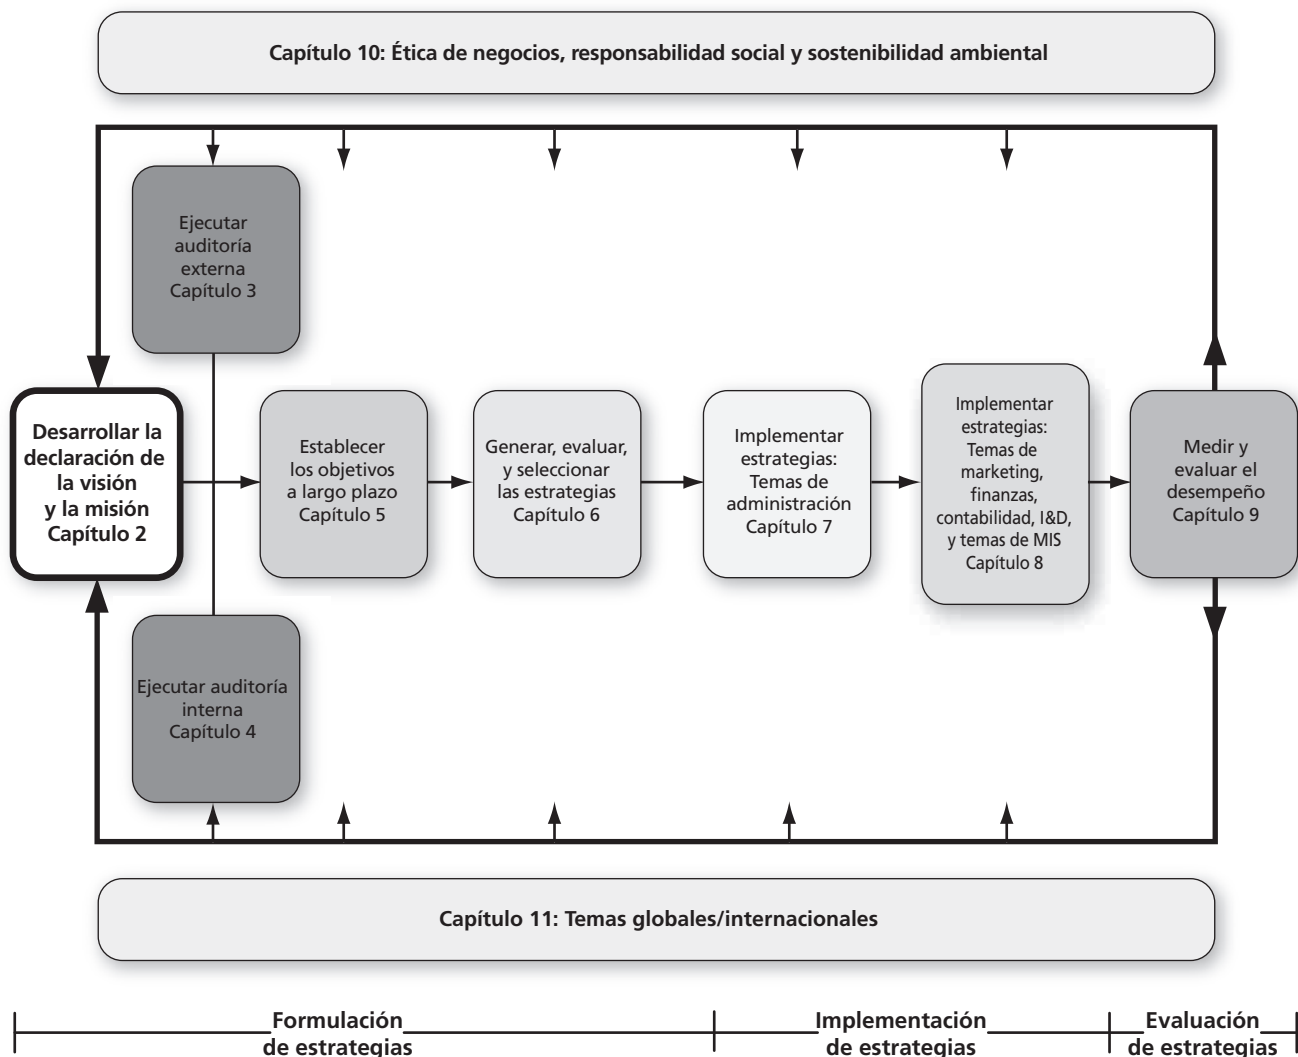 Capítulo 10: Ética de negocios, responsabilidad social y sostenibilidad ambiental
Ejecutar
auditoría
externa
Capítulo 3
Desarrollar la
declaración de
la visión
y la misión
Capítulo 2
Establecer
los objetivos
a largo plazo
Capítulo 5
Generar, evaluar,
y seleccionar
las estrategias
Capítulo 6
Implementar
estrategias:
Temas de
administración
Capítulo 7
Implementar
estrategias:
Temas de
marketing,
finanzas,
contabilidad, I&D,
y temas de MIS
Capítulo 8
Medir y
evaluar el
desempeño
Capítulo 9
Ejecutar auditoría
interna
Capítulo 4
Capítulo 11: Temas globales/internacionales
Formulación
de estrategias
Implementación
de estrategias
Evaluación
de estrategias